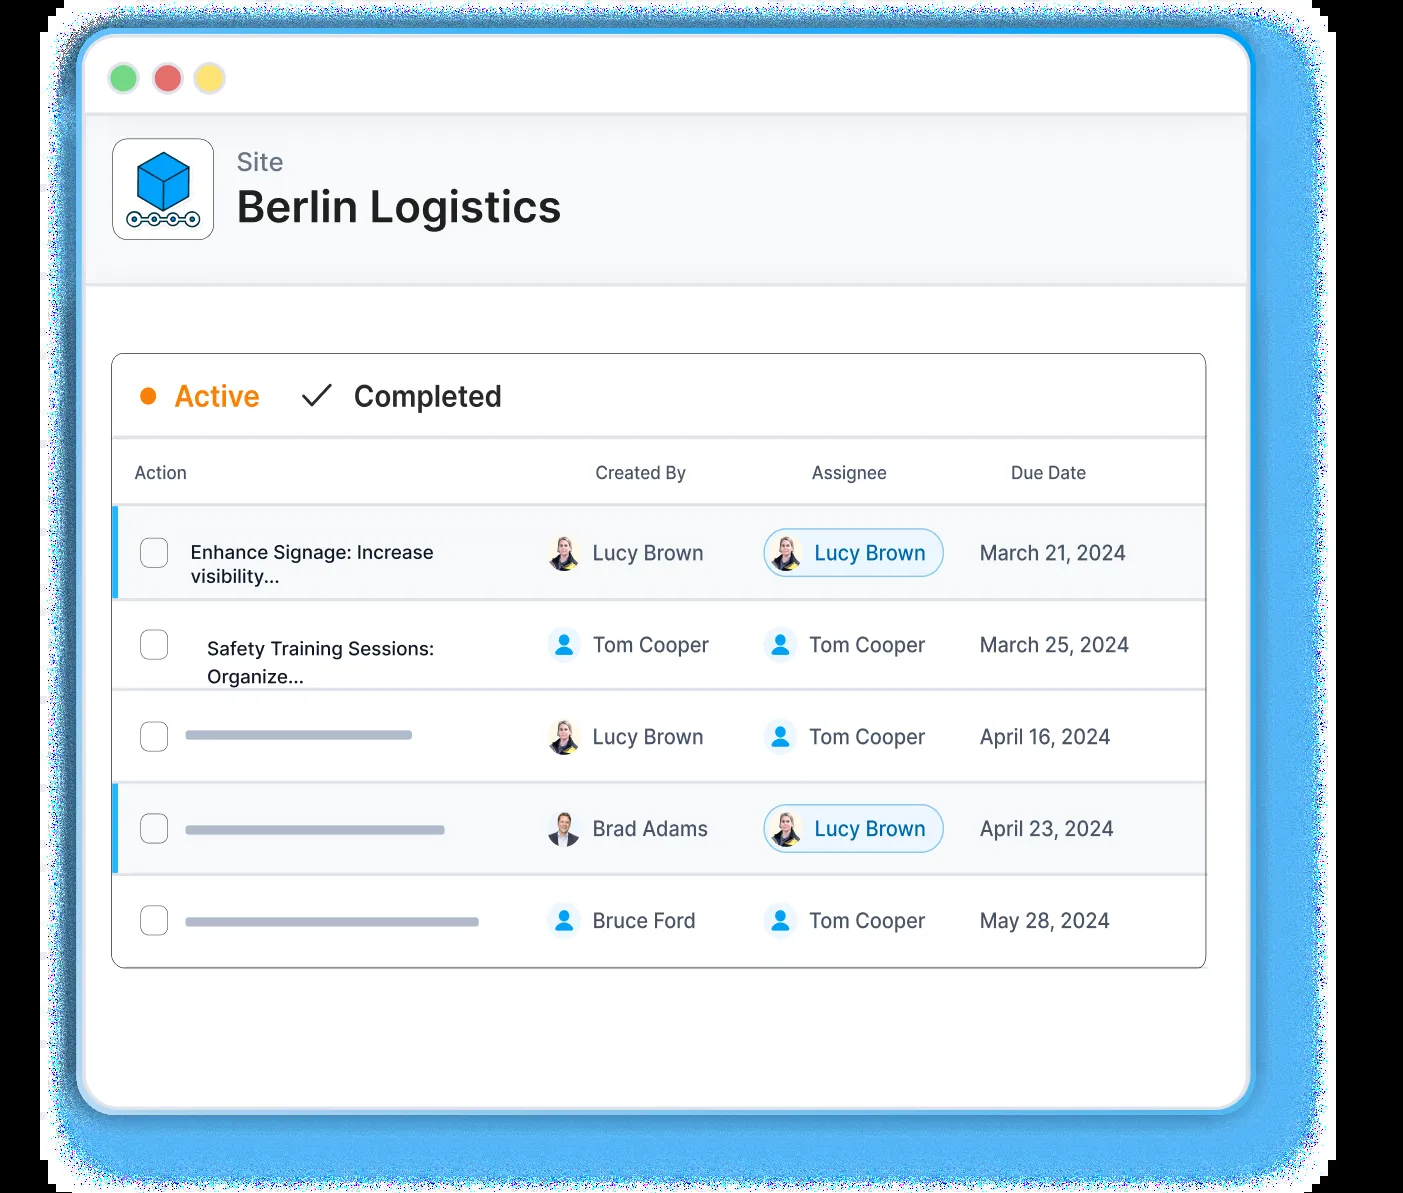 Site
Berlin Logistics
Active Completed
Action Created By Assignee Due Date
Enhance Signage: Increase
visibility...
Lucy Brown Lucy Brown March 21, 2024
Safety Training Sessions:
Organize...
Tom Cooper Tom Cooper March 25, 2024
Lucy Brown Tom Cooper April 16, 2024
Brad Adams Lucy Brown April 23, 2024
Bruce Ford Tom Cooper May 28, 2024